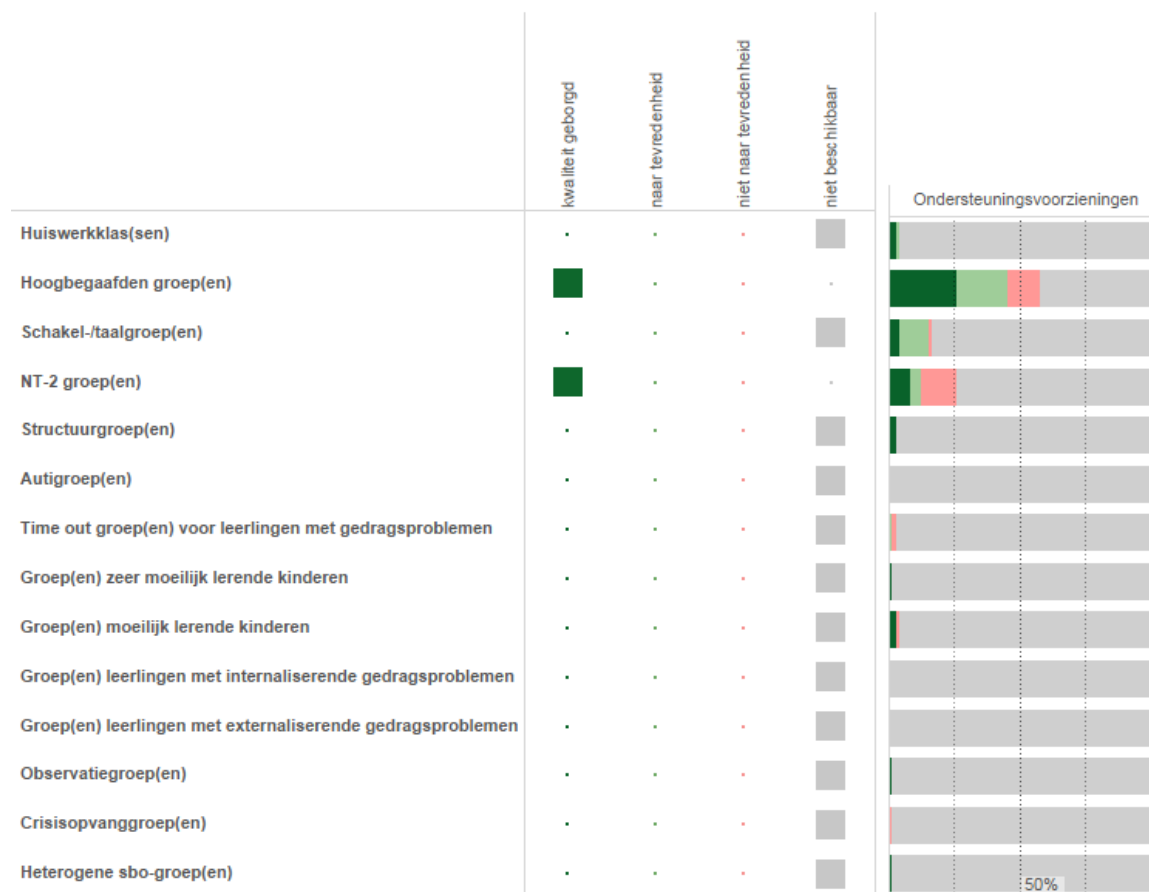 kwaliteit geborgd
naar tevredenheid
niet naar tevredenheid
niet beschikbaar
Ondersteuningsvoorzieningen
Huiswerkklas(sen)
Hoogbegaafden groep(en)
Schakel-/taalgroep(en)
NT-2 groep(en)
Structuurgroep(en)
Autigroep(en)
Time out groep(en) voor leerlingen met gedragsproblemen
Groep(en) zeer moeilijk lerende kinderen
Groep(en) moeilijk lerende kinderen
Groep(en) leerlingen met internaliserende gedragsproblemen
Groep(en) leerlingen met externaliserende gedragsproblemen
Observatiegroep(en)
Crisisopvanggroep(en)
Heterogene sbo-groep(en)
50%